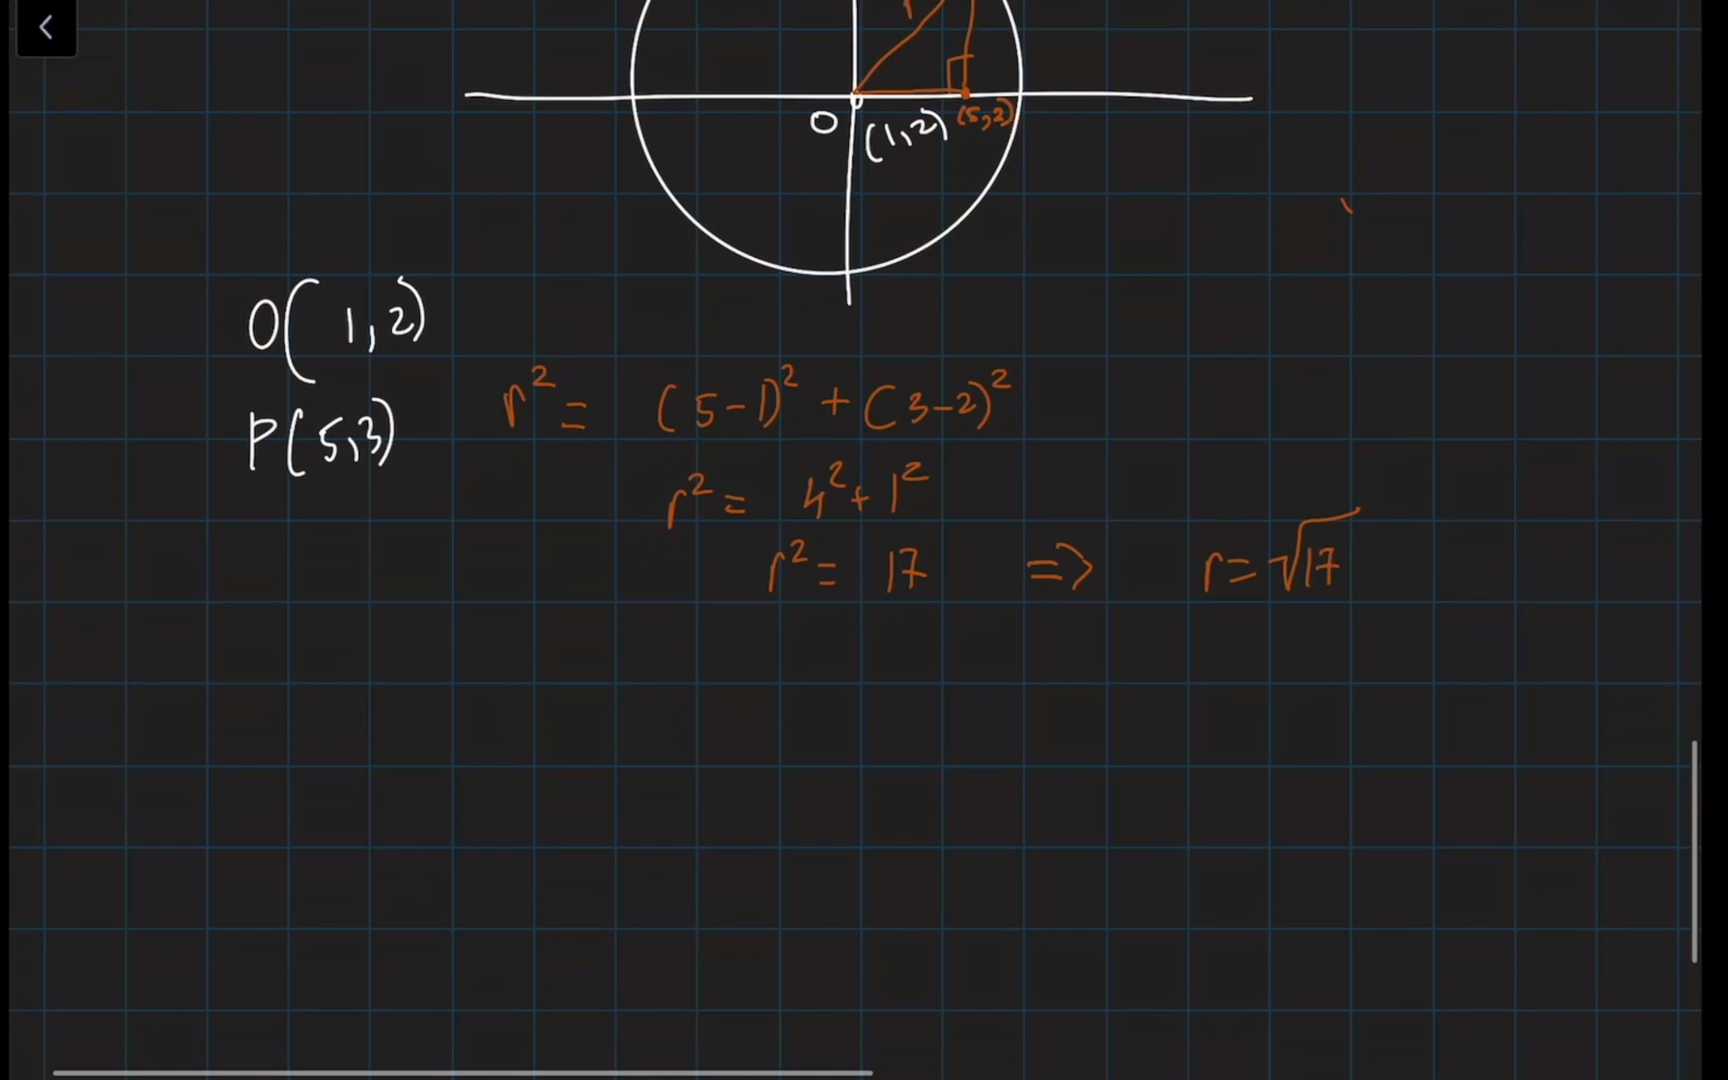 r
O (1,2) (5,2)
O( 1,2)
P(5,3)
r² = (5-1)² + (3-2)²
r² = 4² + 1²
r² = 17 => r = √17